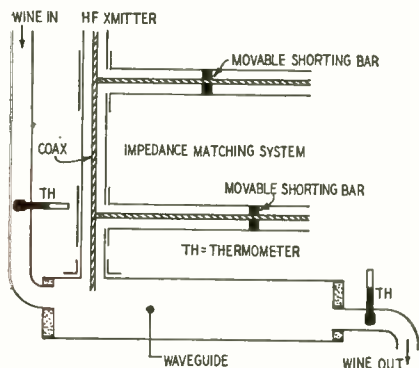 WINE IN
HF XMITTER
MOVABLE SHORTING BAR
COAX
IMPEDANCE MATCHING SYSTEM
TH
MOVABLE SHORTING BAR
TH = THERMOMETER
TH
WAVEGUIDE
WINE OUT